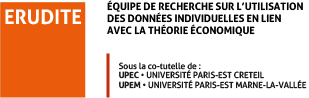 ERUDITE
ÉQUIPE DE RECHERCHE SUR L'UTILISATION
DES DONNÉES INDIVIDUELLES EN LIEN
AVEC LA THÉORIE ÉCONOMIQUE
Sous la co-tutelle de :
UPEC • UNIVERSITÉ PARIS-EST CRETEIL
UPEM • UNIVERSITÉ PARIS-EST MARNE-LA-VALLÉE